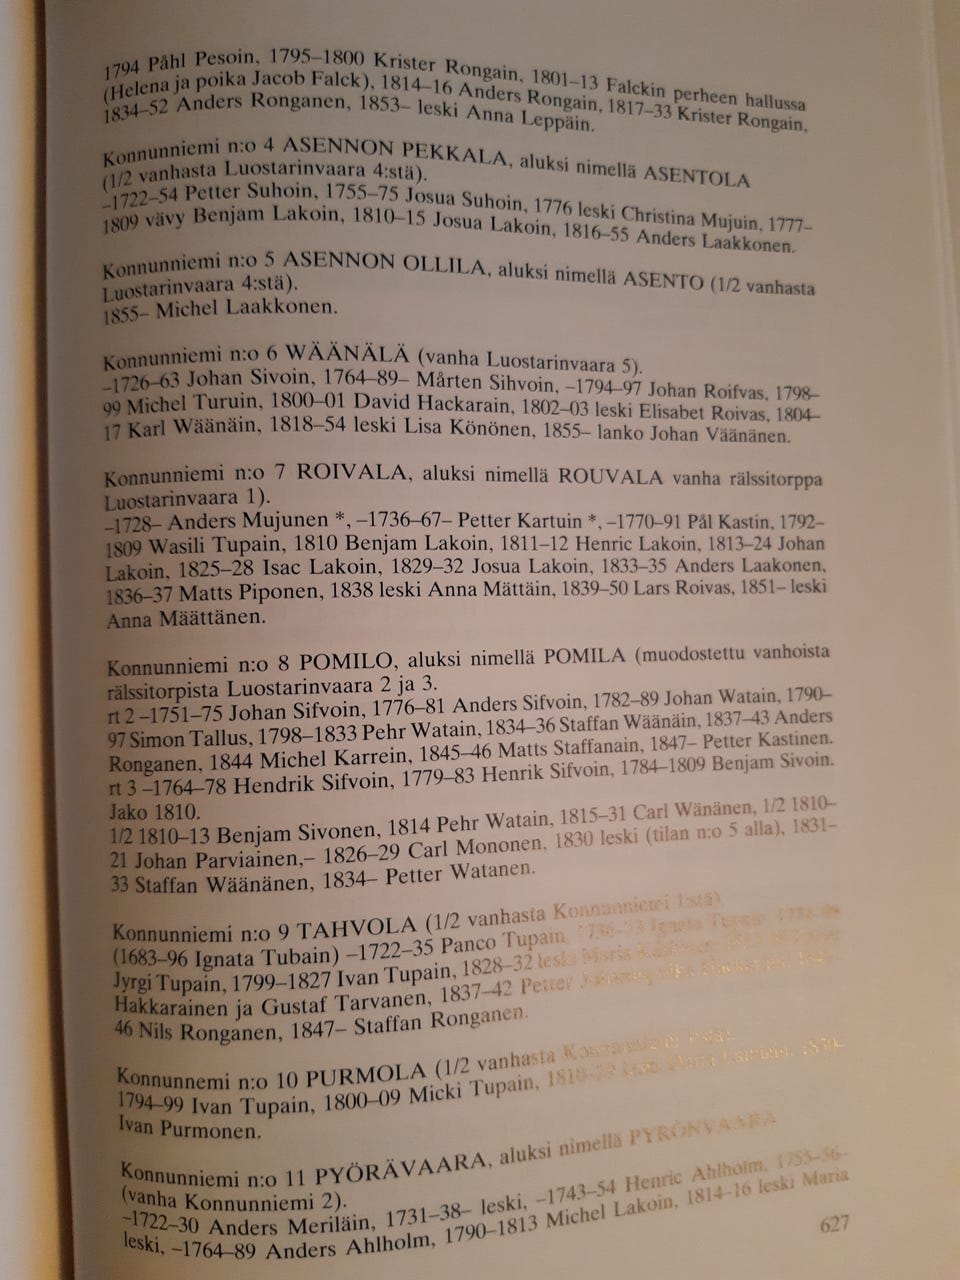 1794 Påhl Pesoin, 1795–1800 Krister Rongain, 1801–13 Falckin perheen hallussa
(Helena ja poika Jacob Falck), 1814–16 Anders Rongain, 1817–33 Krister Rongain,
1834–52 Anders Ronganen, 1853– leski Anna Leppäin.
Konnunniemi n:o 4 ASENNON PEKKALA, aluksi nimellä ASENTOLA
(1/2 vanhasta Luostarinvaara 4:stä).
–1722–54 Petter Suhoin, 1755–75 Josua Suhoin, 1776 leski Christina Mujuin, 1777–
1809 vävy Benjam Lakoin, 1810–15 Josua Lakoin, 1816–55 Anders Laakkonen.
Konnunniemi n:o 5 ASENNON OLLILA, aluksi nimellä ASENTO (1/2 vanhasta
Luostarinvaara 4:stä).
1855– Michel Laakkonen.
Konnunniemi n:o 6 WÄÄNÄLÄ (vanha Luostarinvaara 5).
–1726–63 Johan Sivoin, 1764–89– Mårten Sihvoin, –1794–97 Johan Roifvas, 1798–
99 Michel Turuin, 1800–01 David Hackarain, 1802–03 leski Elisabet Roivas, 1804–
17 Karl Wäänäin, 1818–54 leski Lisa Könönen, 1855– lanko Johan Väänänen.
Konnunniemi n:o 7 ROIVALA, aluksi nimellä ROUVALA vanha rälssitorppa
Luostarinvaara 1).
–1728– Anders Mujunen *, –1736–67– Petter Kartuin *, –1770–91 Pål Kastin, 1792–
1809 Wasili Tupain, 1810 Benjam Lakoin, 1811–12 Henric Lakoin, 1813–24 Johan
Lakoin, 1825–28 Isac Lakoin, 1829–32 Josua Lakoin, 1833–35 Anders Laakonen,
1836–37 Matts Piponen, 1838 leski Anna Mättäin, 1839–50 Lars Roivas, 1851– leski
Anna Määttänen.
Konnunniemi n:o 8 POMILO, aluksi nimellä POMILA (muodostettu vanhoista
rälssitorpista Luostarinvaara 2 ja 3.
rt 2 –1751–75 Johan Sifvoin, 1776–81 Anders Sifvoin, 1782–89 Johan Watain, 1790–
97 Simon Tallus, 1798–1833 Pehr Watain, 1834–36 Staffan Wäänäin, 1837–43 Anders
Ronganen, 1844 Michel Karrein, 1845–46 Matts Staffanain, 1847– Petter Kastinen.
rt 3 –1764–78 Hendrik Sifvoin, 1779–83 Henrik Sifvoin, 1784–1809 Benjam Sivoin.
Jako 1810.
1/2 1810–13 Benjam Sivonen, 1814 Pehr Watain, 1815–31 Carl Wänänen, 1/2 1810–
21 Johan Parviainen,– 1826–29 Carl Mononen, 1830 leski (tilan n:o 5 alla), 1831–
33 Staffan Wäänänen, 1834– Petter Watanen.
Konnunniemi n:o 9 TAHVOLA (1/2 vanhasta Konnunniemi 1:stä)
(1683–96 Ignata Tubain) –1722–35 Panco Tupain, Ignata Tupain,
Jyrgi Tupain, 1799–1827 Ivan Tupain, 1828–32 leski Maria
Hakkarainen ja Gustaf Tarvanen, 1837–42 Petter
46 Nils Ronganen, 1847– Staffan Ronganen.
Konnunnemi n:o 10 PURMOLA (1/2 vanhasta
1794–99 Ivan Tupain, 1800–09 Micki Tupain,
Ivan Purmonen.
Konnunniemi n:o 11 PYÖRÄVAARA, aluksi nimellä PYRÖNVAARA
(vanha Konnunniemi 2).
–1722–30 Anders Meriläin, 1731–38– leski, –1743–54 Henric Ahlholm, 1755–56–
leski, –1764–89 Anders Ahlholm, 1790–1813 Michel Lakoin, 1814–16 leski Maria
627